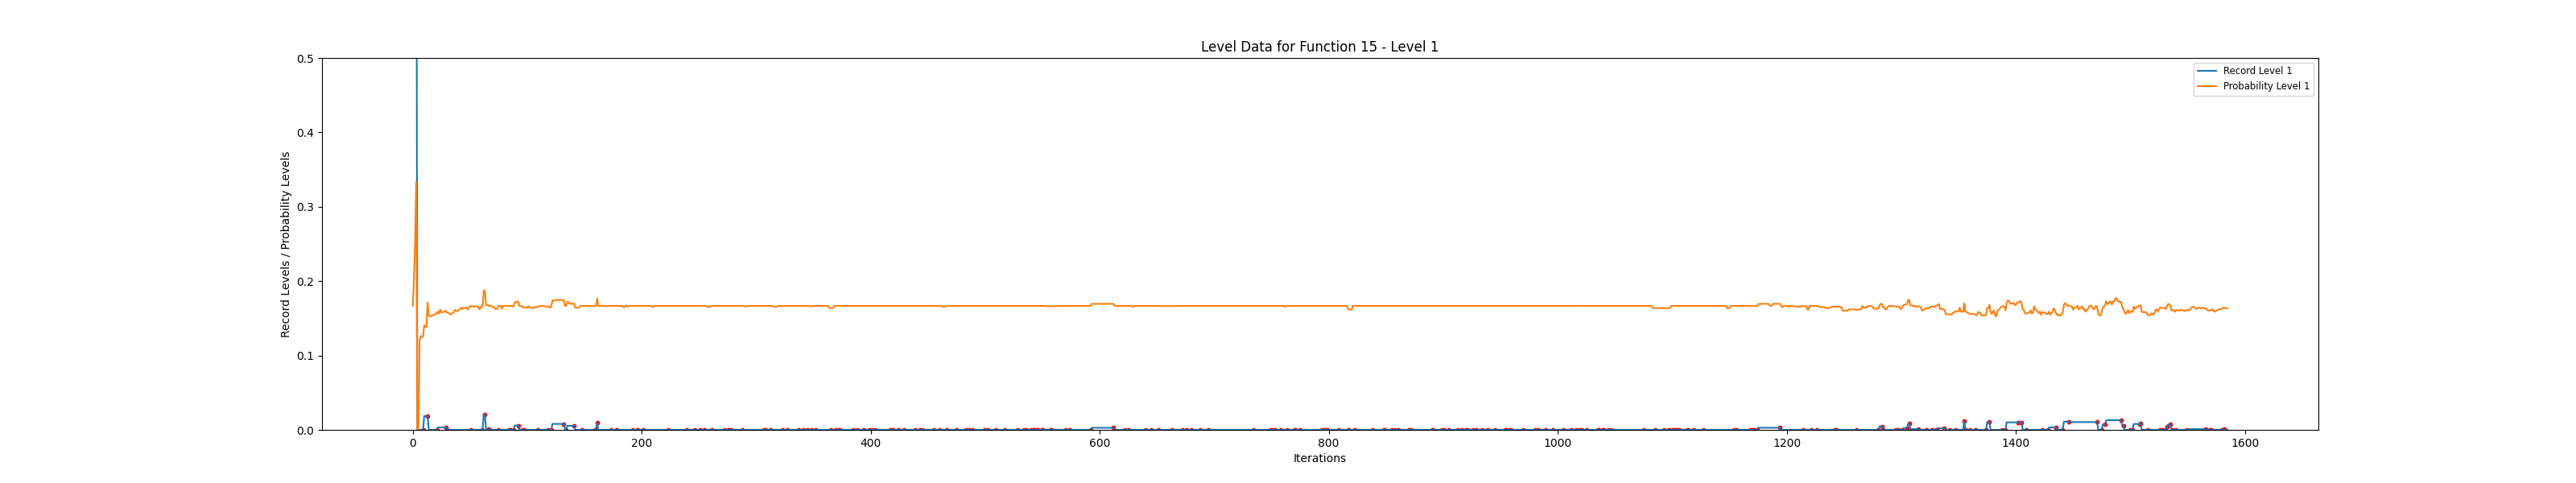 Level Data for Function 15 - Level 1
Record Level 1
Probability Level 1
Record Levels / Probability Levels
0.5
0.4
0.3
0.2
0.1
0.0
0 200 400 600 800 1000 1200 1400 1600
Iterations